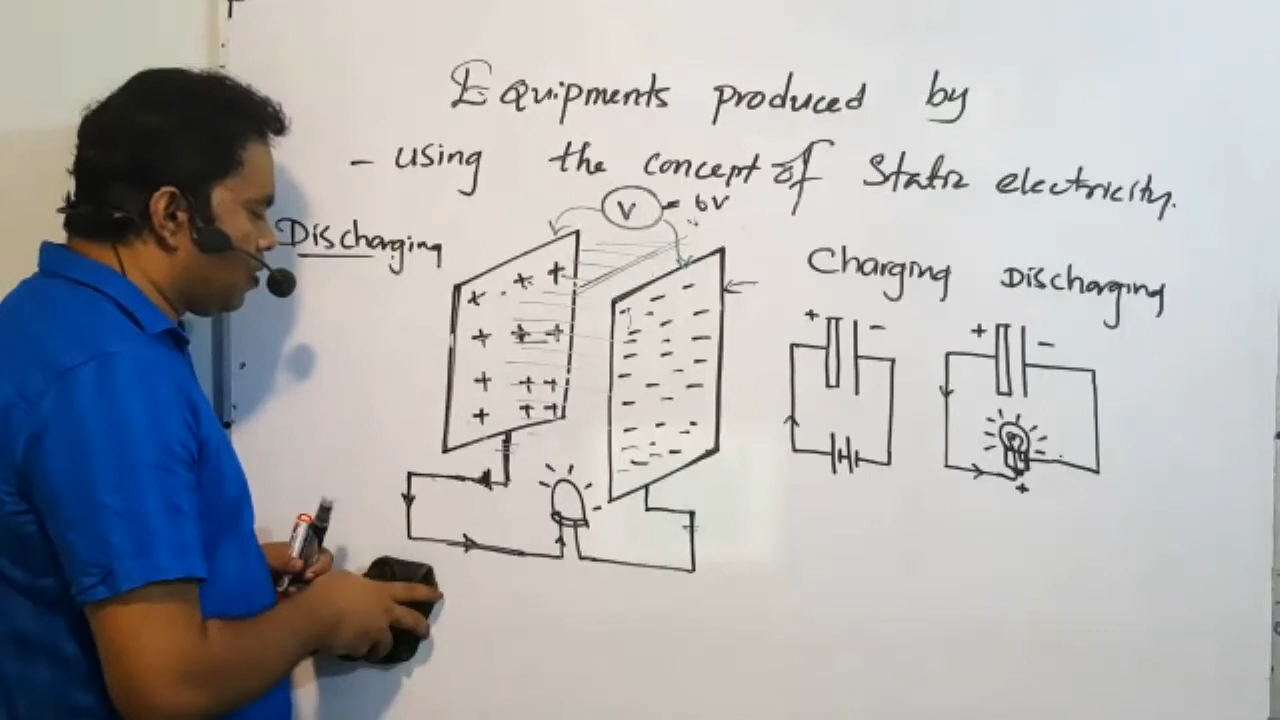 Equipments produced by
- using the concept of Static electricity.
V = 6V
Discharging
Charging Discharging
+ - + -
+ + +
+ + +
+ + +
+ + +
-
+